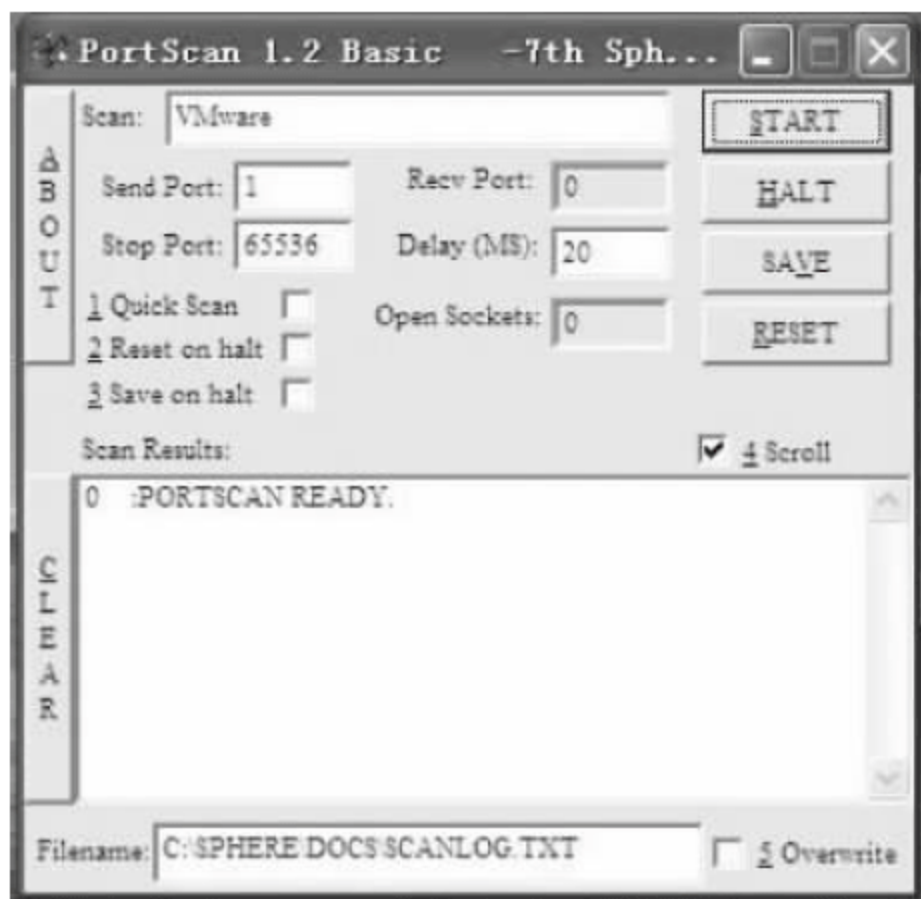 PortScan 1.2 Basic -7th Sph...
Scan: VMware
START
ABOUT
Send Port: 1
Recv Port: 0
HALT
Stop Port: 65536
Delay (MS): 20
SAVE
1 Quick Scan
Open Sockets: 0
RESET
2 Reset on halt
3 Save on halt
Scan Results:
4 Scroll
0 :PORTSCAN READY.
CLEAR
Filename: C:\SPHERE\DOCS\SCANLOG.TXT
5 Overwrite